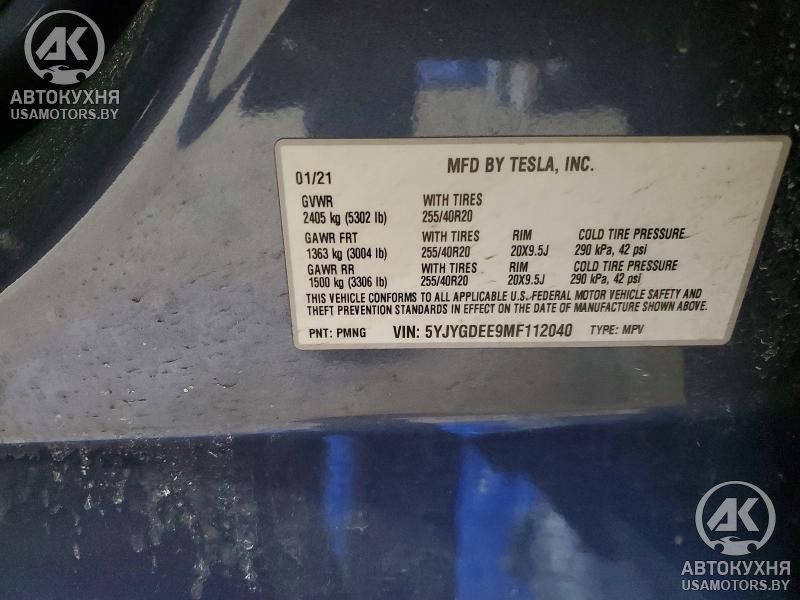 АК
АВТОКУХНЯ
USAMOTORS.BY
MFD BY TESLA, INC.
01/21
GVWR WITH TIRES
2405 kg (5302 lb) 255/40R20
GAWR FRT WITH TIRES RIM COLD TIRE PRESSURE
1363 kg (3004 lb) 255/40R20 20X9.5J 290 kPa, 42 psi
GAWR RR WITH TIRES RIM COLD TIRE PRESSURE
1500 kg (3306 lb) 255/40R20 20X9.5J 290 kPa, 42 psi
THIS VEHICLE CONFORMS TO ALL APPLICABLE U.S. FEDERAL MOTOR VEHICLE SAFETY AND
THEFT PREVENTION STANDARDS IN EFFECT ON THE DATE OF MANUFACTURE SHOWN ABOVE.
PNT: PMNG VIN: 5YJYGDEE9MF112040 TYPE: MPV
АК
АВТОКУХНЯ
USAMOTORS.BY